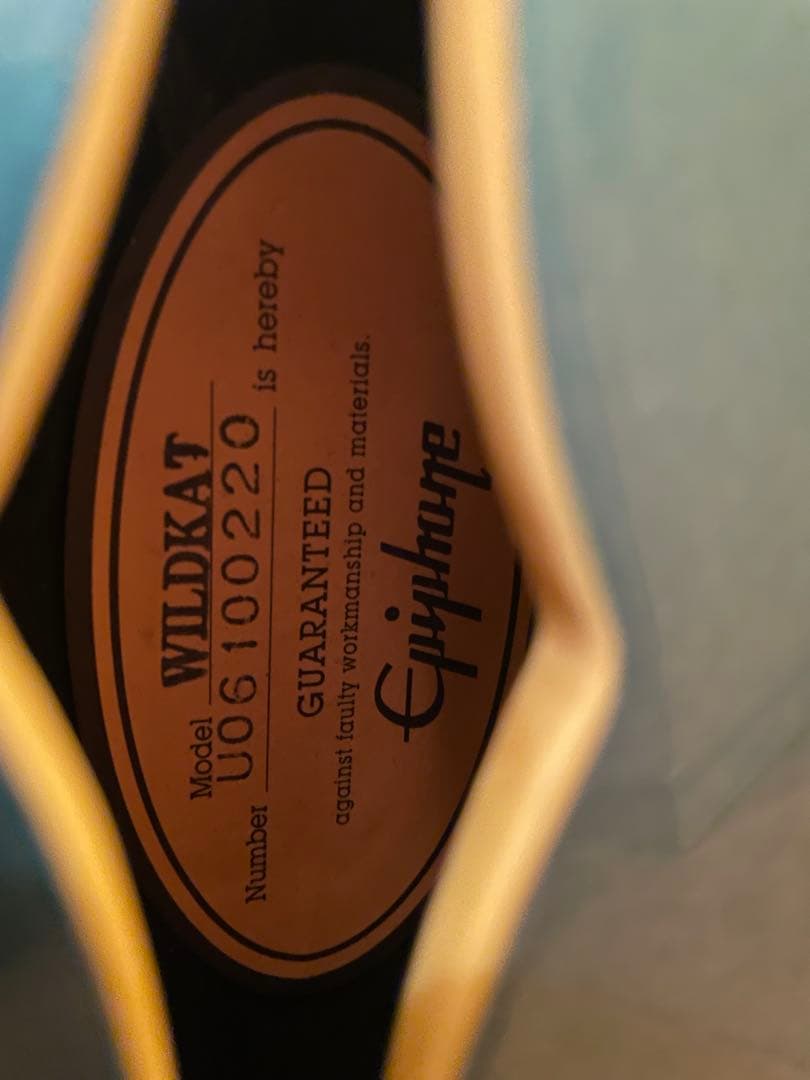 Model WILDKAT
Number U06100220 is hereby
GUARANTEED
against faulty workmanship and materials.
Epiphone